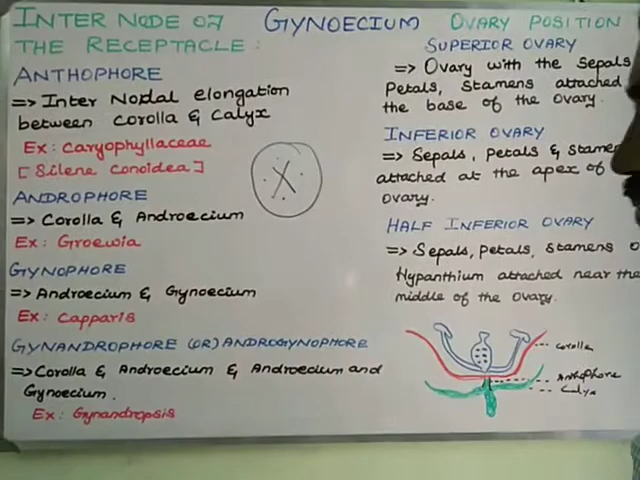 INTER NODE OF
THE RECEPTACLE :
GYNOECIUM
ANTHOPHORE
=> Inter Nodal elongation
between Corolla & Calyx
Ex: Caryophyllaceae
[Silene Conoidea]
ANDROPHORE
=> Corolla & Androecium
Ex: Groewia
GYNOPHORE
=> Androecium & Gynoecium
Ex: Capparis
GYNANDROPHORE (OR) ANDROGYNOPHORE
=> Corolla & Androecium & Androecium and
Gynoecium.
Ex: Gynandropsis
OVARY POSITION
SUPERIOR OVARY
=> Ovary with the Sepals
Petals, Stamens attached
the base of the Ovary.
INFERIOR OVARY
=> Sepals, petals & Stamen
attached at the apex of
ovary.
HALF INFERIOR OVARY
=> Sepals, petals, Stamens O
Hypanthium attached near the
middle of the Ovary.
Corolla
Anthophore
Calyx